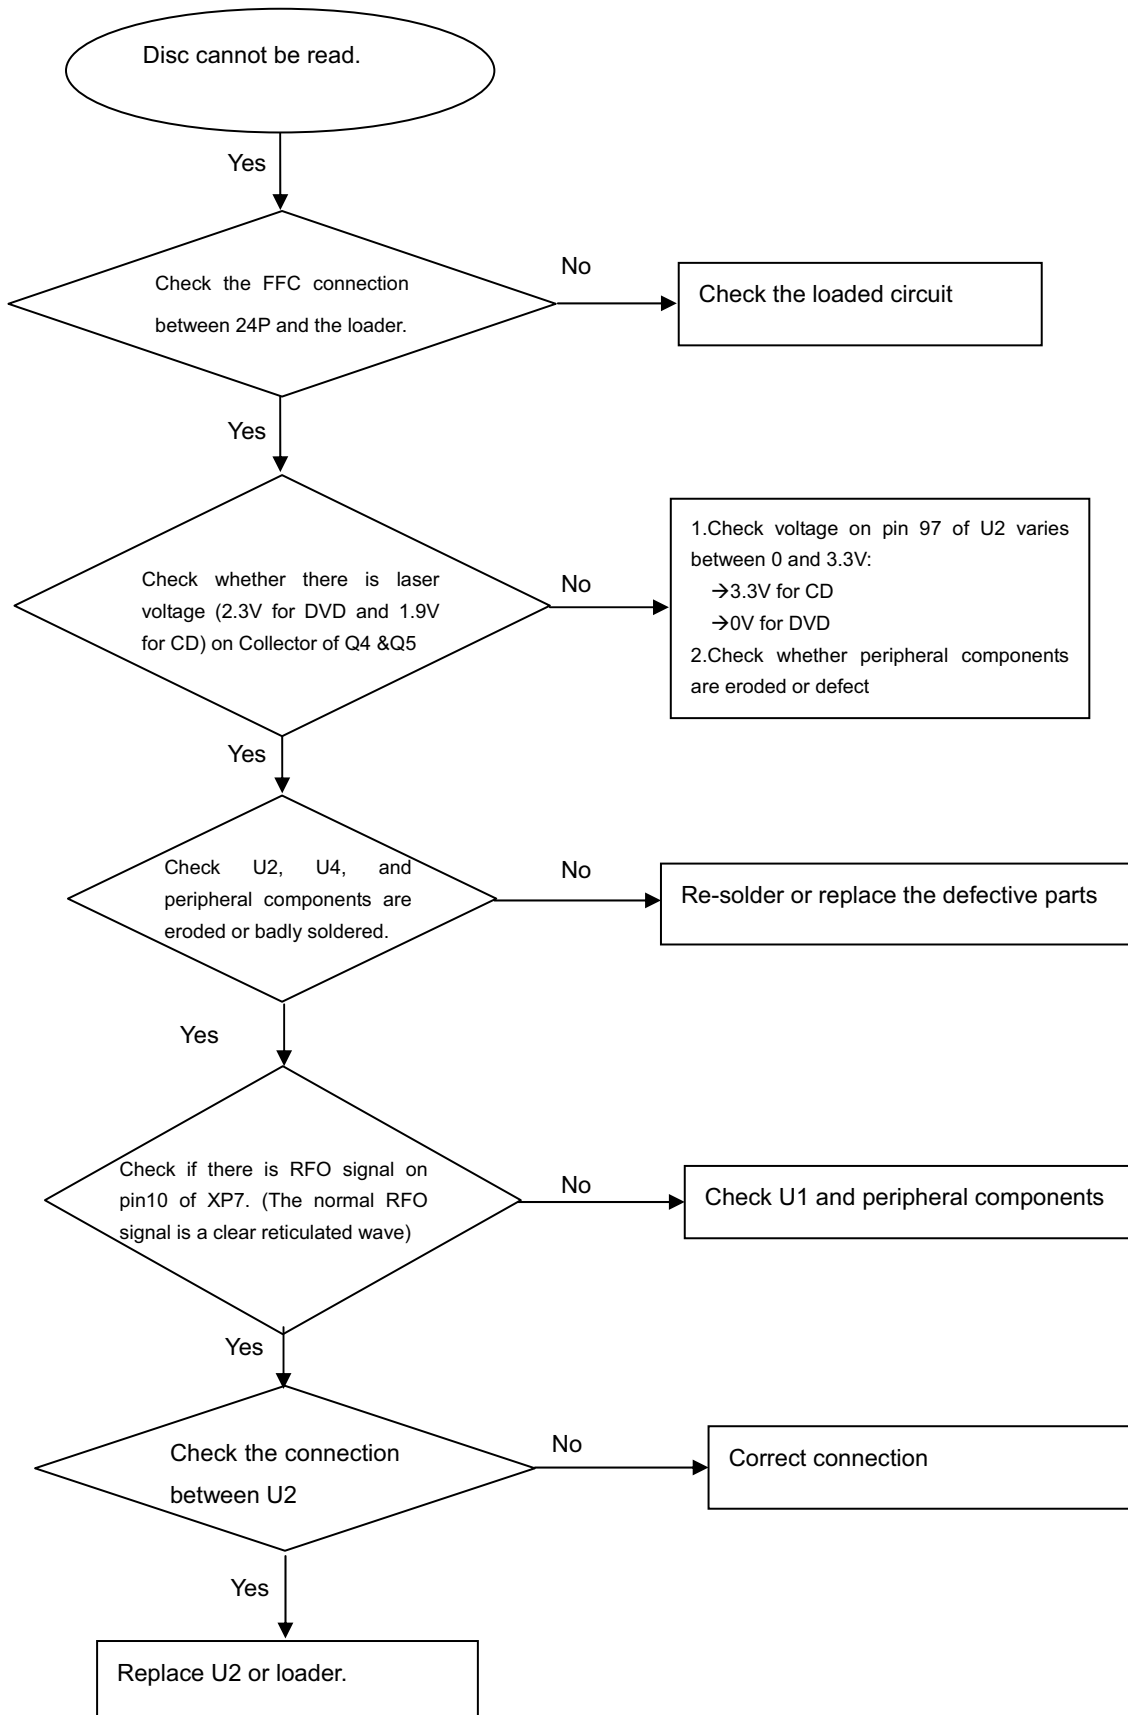 Disc cannot be read.
Yes
Check the FFC connection
between 24P and the loader.
No
Check the loaded circuit
Yes
Check whether there is laser
voltage (2.3V for DVD and 1.9V
for CD) on Collector of Q4 &Q5
No
1.Check voltage on pin 97 of U2 varies
between 0 and 3.3V:
→3.3V for CD
→0V for DVD
2.Check whether peripheral components
are eroded or defect
Yes
Check U2, U4, and
peripheral components are
eroded or badly soldered.
No
Re-solder or replace the defective parts
Yes
Check if there is RFO signal on
pin10 of XP7. (The normal RFO
signal is a clear reticulated wave)
No
Check U1 and peripheral components
Yes
Check the connection
between U2
No
Correct connection
Yes
Replace U2 or loader.